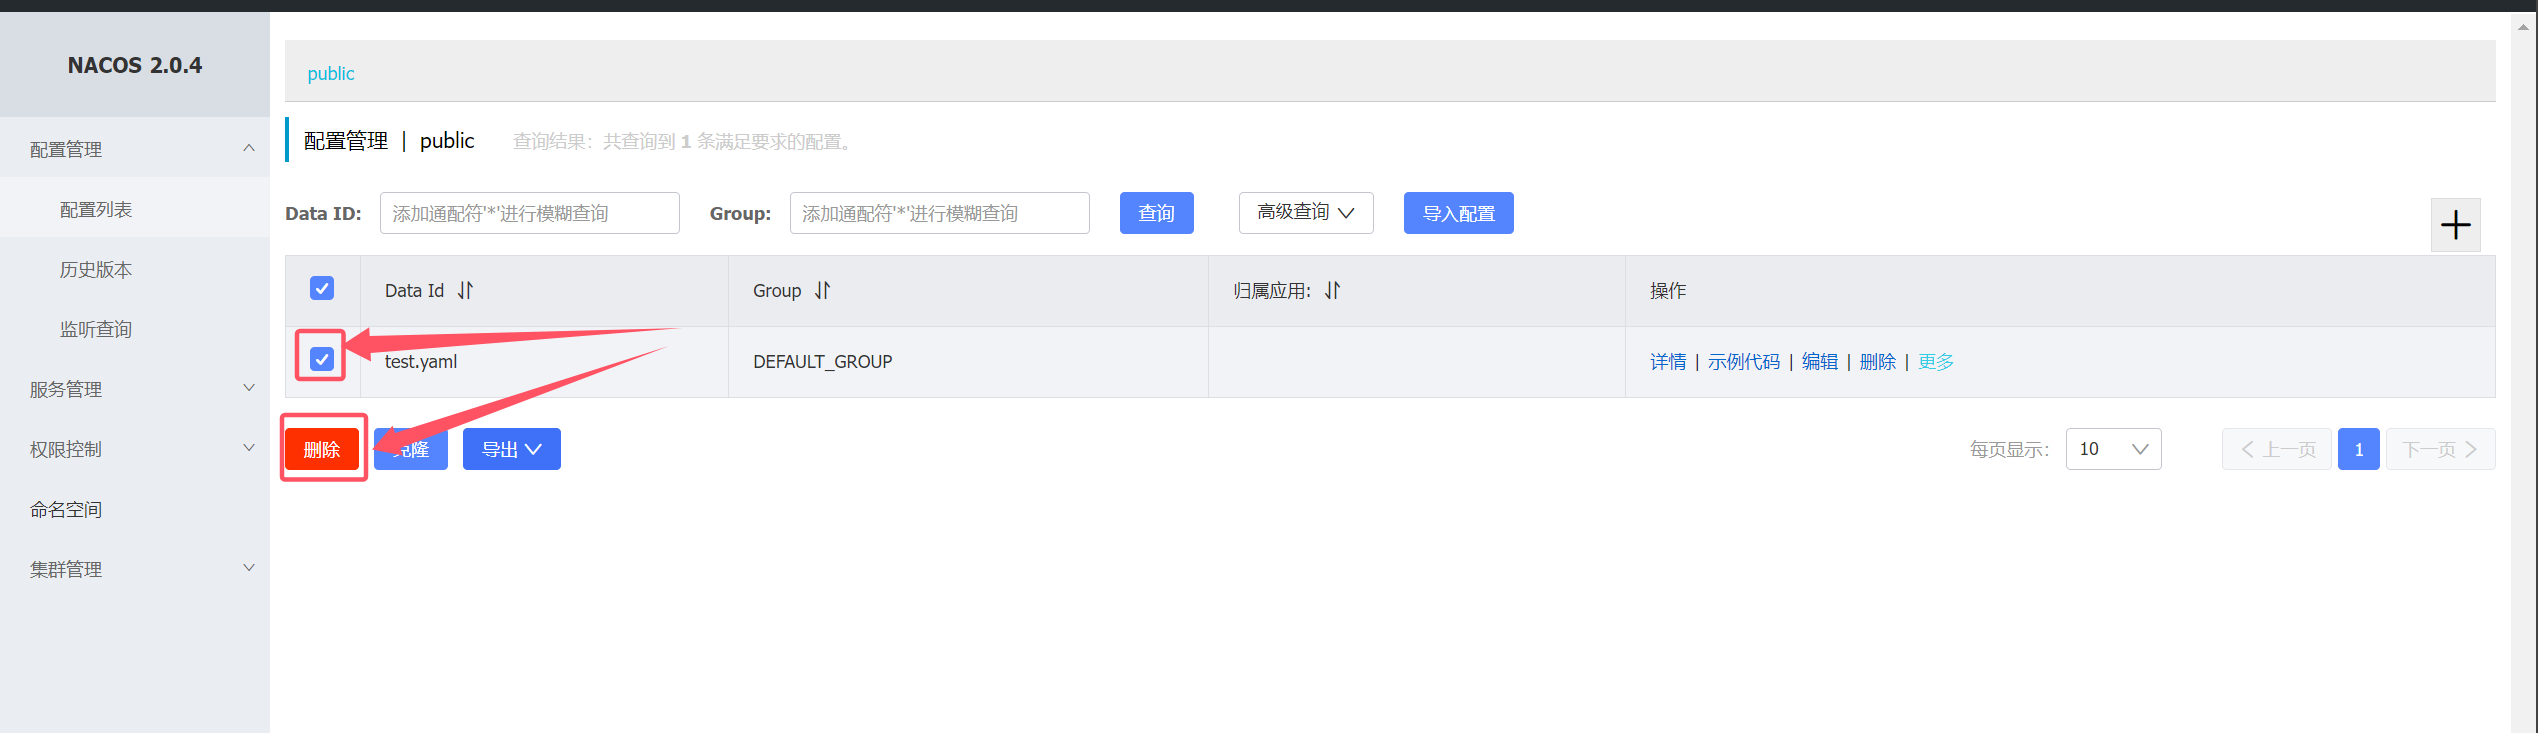 NACOS 2.0.4
配置管理
配置列表
历史版本
监听查询
服务管理
权限控制
命名空间
集群管理
public
配置管理 | public 查询结果：共查询到 1 条满足要求的配置。
Data ID: 添加通配符'*'进行模糊查询 Group: 添加通配符'*'进行模糊查询 查询 高级查询 导入配置
Data Id Group 归属应用: 操作
test.yaml DEFAULT_GROUP 详情 | 示例代码 | 编辑 | 删除 | 更多
删除 克隆 导出 每页显示: 10 上一页 1 下一页